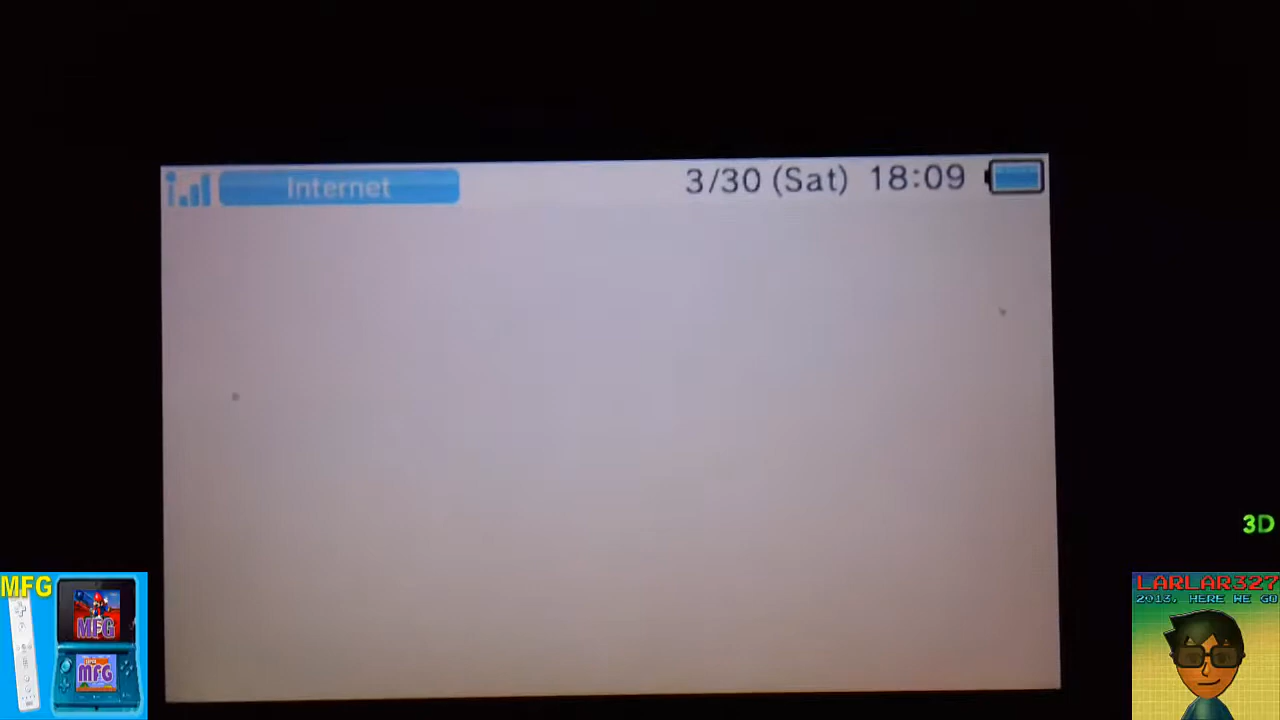 Internet 3/30 (Sat) 18:09
3D
MFG
MFG
MFG
LARLAR327
2013, HERE WE GO